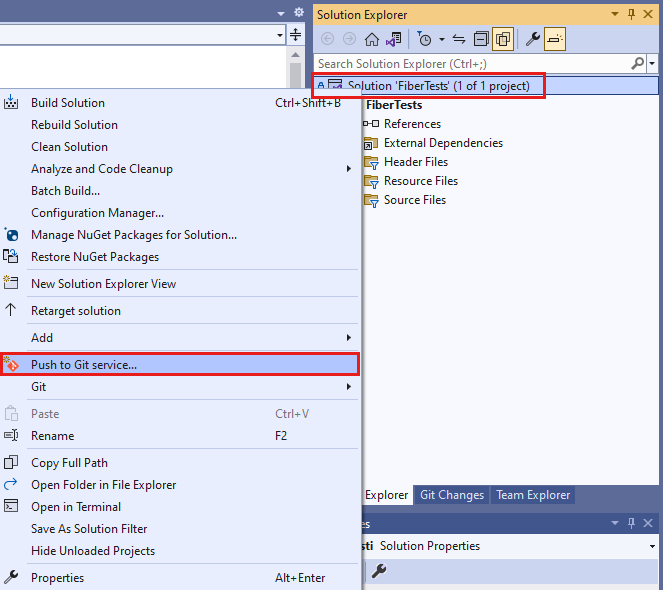 Solution Explorer
Search Solution Explorer (Ctrl+;)
Solution 'FiberTests' (1 of 1 project)
FiberTests
References
External Dependencies
Header Files
Resource Files
Source Files
Build Solution Ctrl+Shift+B
Rebuild Solution
Clean Solution
Analyze and Code Cleanup
Batch Build...
Configuration Manager...
Manage NuGet Packages for Solution...
Restore NuGet Packages
New Solution Explorer View
Retarget solution
Add
Push to Git service...
Git
Paste Ctrl+V
Rename F2
Copy Full Path
Open Folder in File Explorer
Open in Terminal
Save As Solution Filter
Hide Unloaded Projects
Properties Alt+Enter
Explorer Git Changes Team Explorer
es
sti Solution Properties